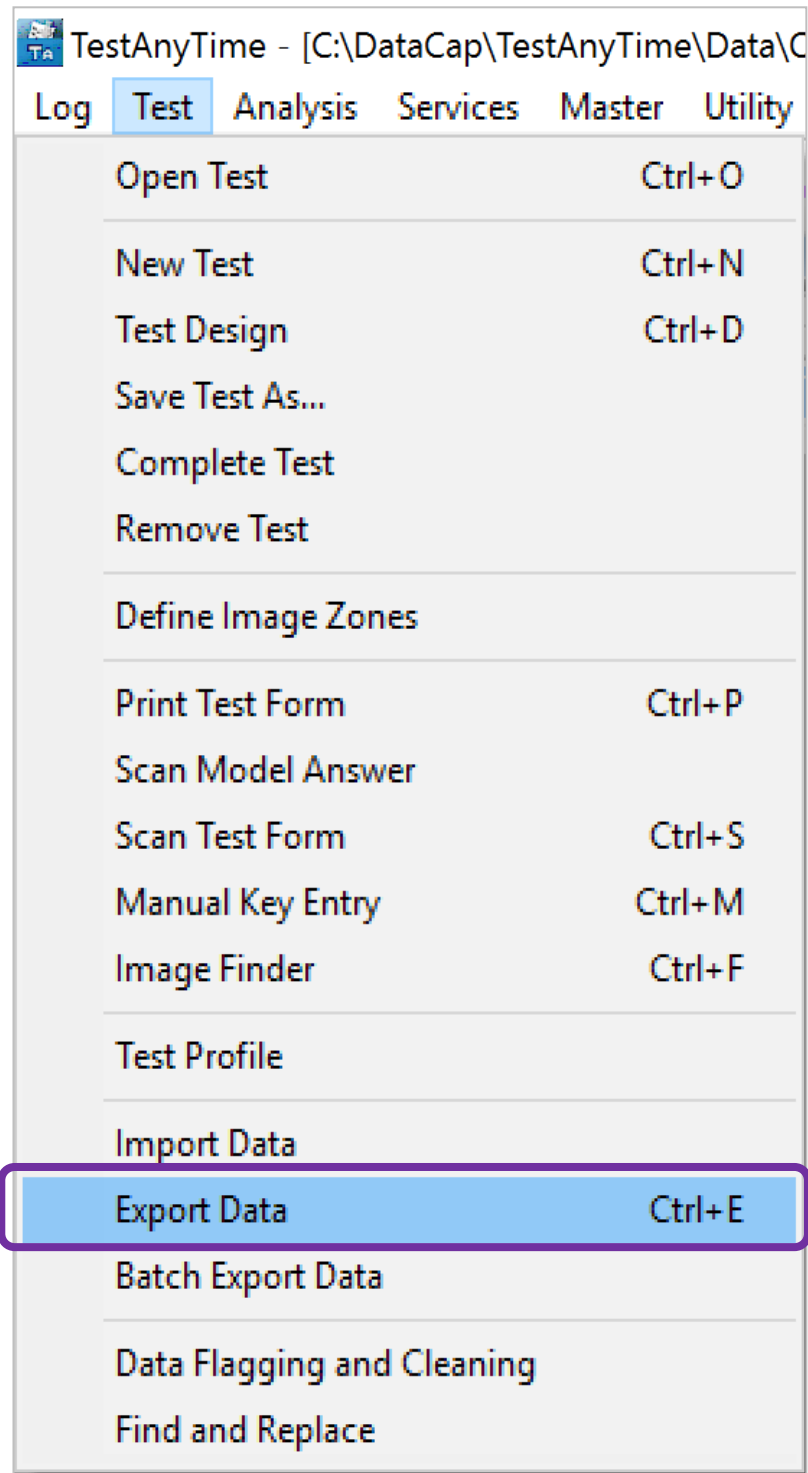 TA TestAnyTime - [C:\DataCap\TestAnyTime\Data\C
Log Test Analysis Services Master Utility
Open Test Ctrl+O
New Test Ctrl+N
Test Design Ctrl+D
Save Test As...
Complete Test
Remove Test
Define Image Zones
Print Test Form Ctrl+P
Scan Model Answer
Scan Test Form Ctrl+S
Manual Key Entry Ctrl+M
Image Finder Ctrl+F
Test Profile
Import Data
Export Data Ctrl+E
Batch Export Data
Data Flagging and Cleaning
Find and Replace